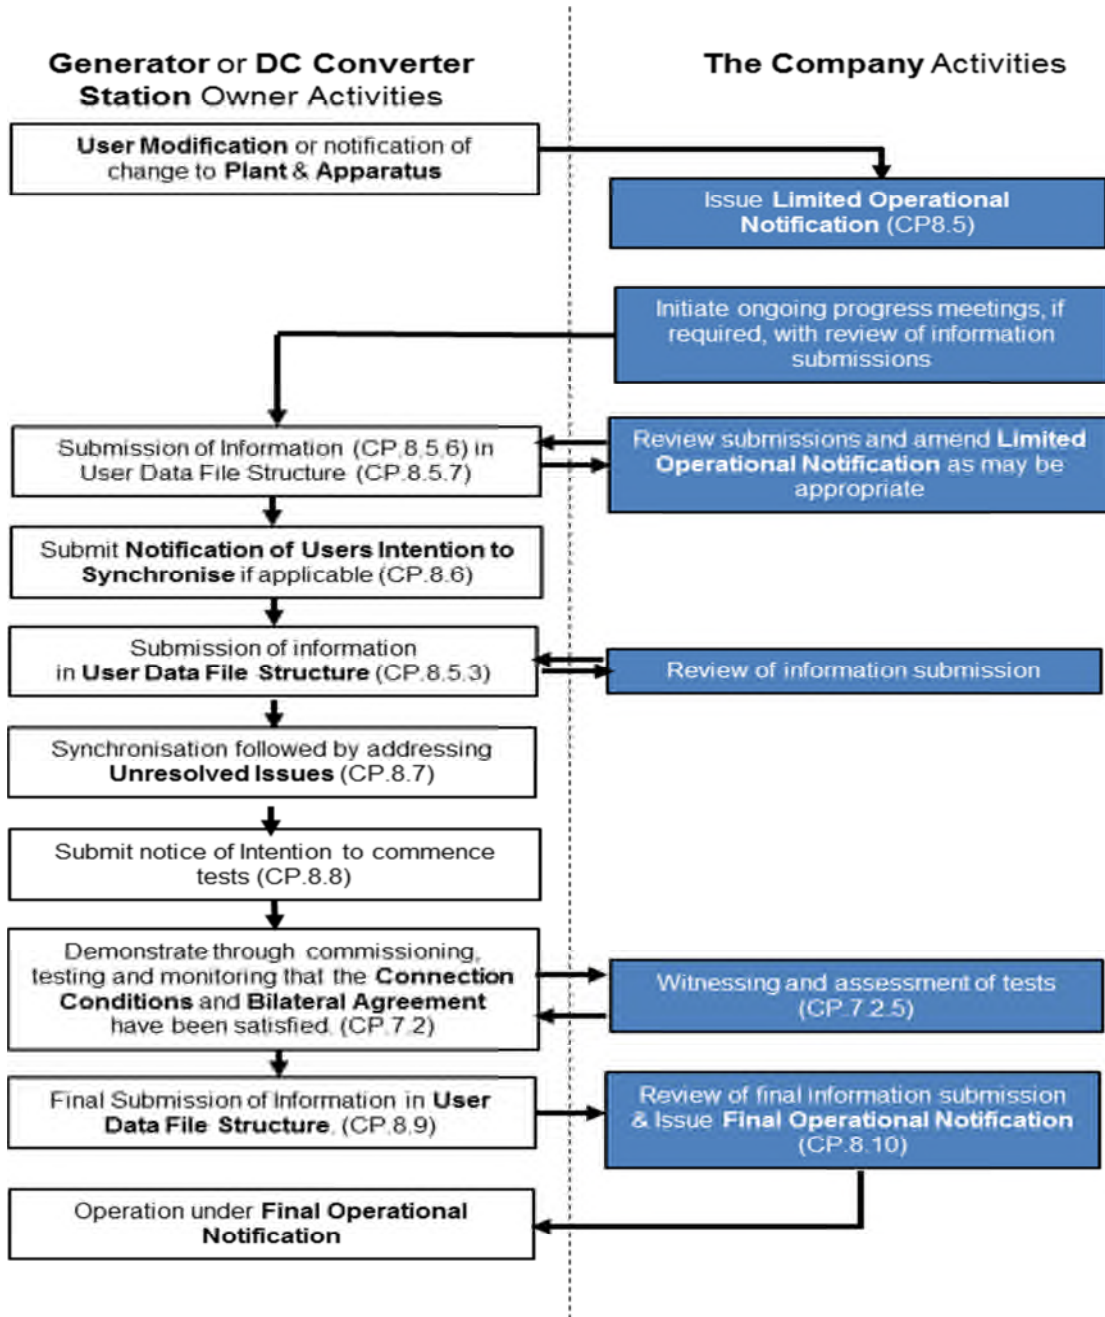 Generator or DC Converter
Station Owner Activities
The Company Activities
User Modification or notification of
change to Plant & Apparatus
Issue Limited Operational
Notification (CP8.5)
Initiate ongoing progress meetings, if
required, with review of information
submissions
Submission of Information (CP.8.5.6) in
User Data File Structure (CP.8.5.7)
Review submissions and amend Limited
Operational Notification as may be
appropriate
Submit Notification of Users Intention to
Synchronise if applicable (CP.8.6)
Submission of information
in User Data File Structure (CP.8.5.3)
Review of information submission
Synchronisation followed by addressing
Unresolved Issues (CP.8.7)
Submit notice of Intention to commence
tests (CP.8.8)
Demonstrate through commissioning,
testing and monitoring that the Connection
Conditions and Bilateral Agreement
have been satisfied. (CP.7.2)
Witnessing and assessment of tests
(CP.7.2.5)
Final Submission of Information in User
Data File Structure. (CP.8.9)
Review of final information submission
& Issue Final Operational Notification
(CP.8.10)
Operation under Final Operational
Notification